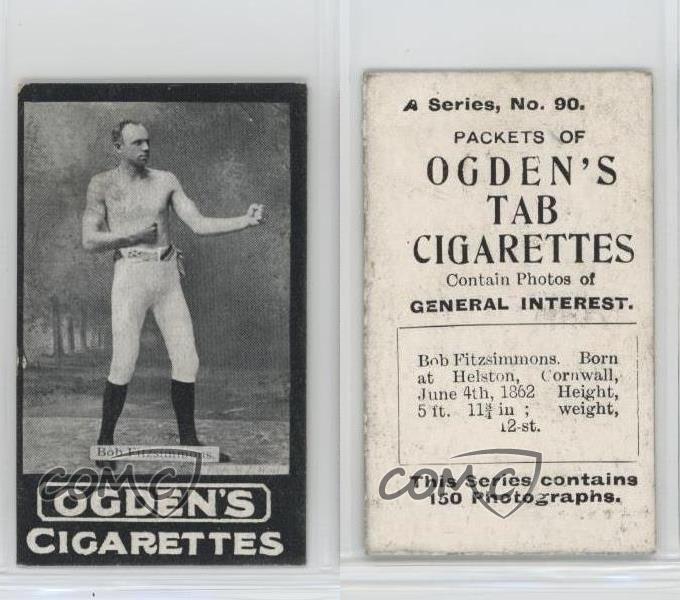 Bob Fitzsimmons.
OGDEN'S
CIGARETTES
A Series, No. 90.
PACKETS OF
OGDEN'S
TAB
CIGARETTES
Contain Photos of
GENERAL INTEREST.
Bob Fitzsimmons. Born
at Helston, Cornwall,
June 4th, 1862 Height,
5 ft. 11¾ in ; weight,
12-st.
This Series contains
150 Photographs.
COMC
COMC